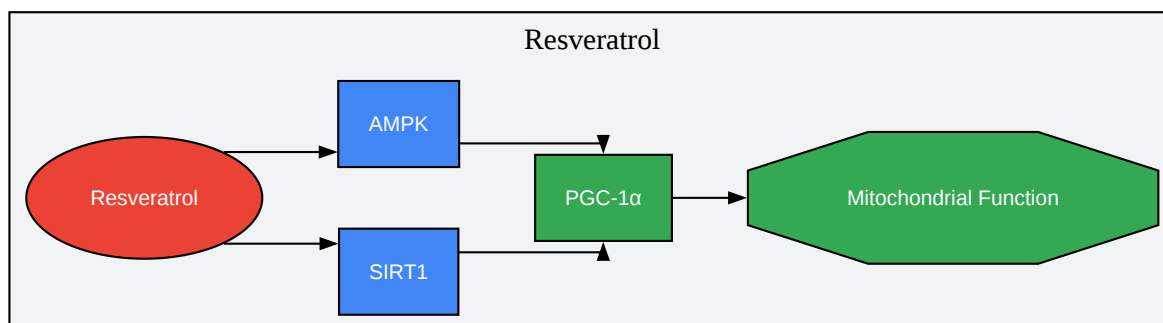 Resveratrol
AMPK
Resveratrol
PGC-1α
Mitochondrial Function
SIRT1